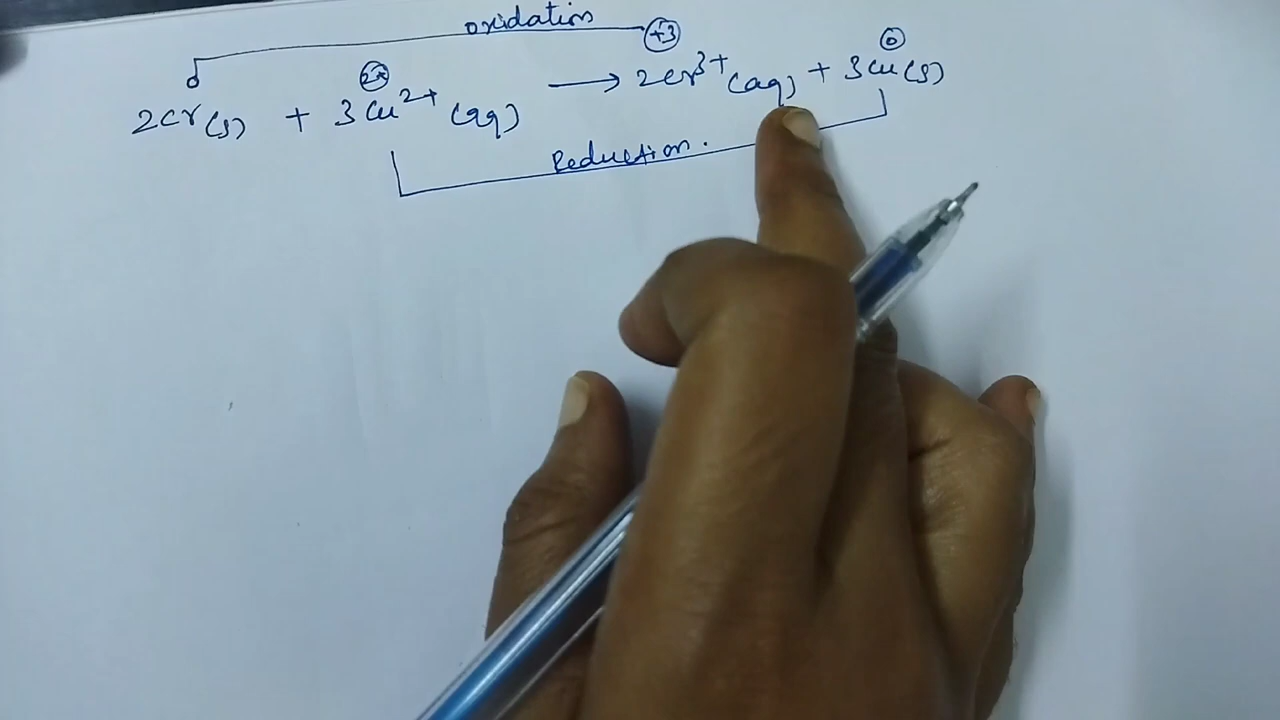 oxidation
0 2+ +3 0
2Cr(s) + 3Cu2+ (aq) → 2Cr3+ (aq) + 3Cu(s)
Reduction.